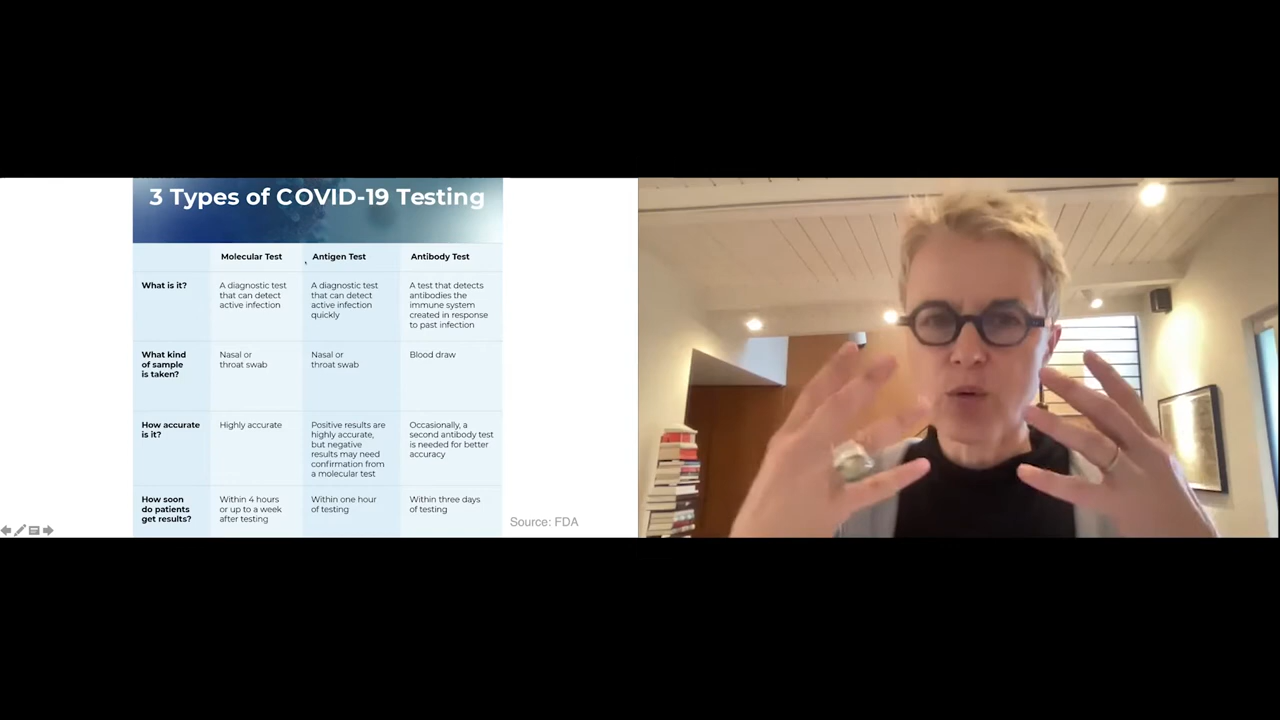 3 Types of COVID-19 Testing
Molecular Test
Antigen Test
Antibody Test
What is it?
A diagnostic test
that can detect
active infection
A diagnostic test
that can detect
active infection
quickly
A test that detects
antibodies the
immune system
created in response
to past infection
What kind
of sample
is taken?
Nasal or
throat swab
Nasal or
throat swab
Blood draw
How accurate
is it?
Highly accurate
Positive results are
highly accurate,
but negative
results may need
confirmation from
a molecular test
Occasionally, a
second antibody test
is needed for better
accuracy
How soon
do patients
get results?
Within 4 hours
or up to a week
after testing
Within one hour
of testing
Within three days
of testing
Source: FDA